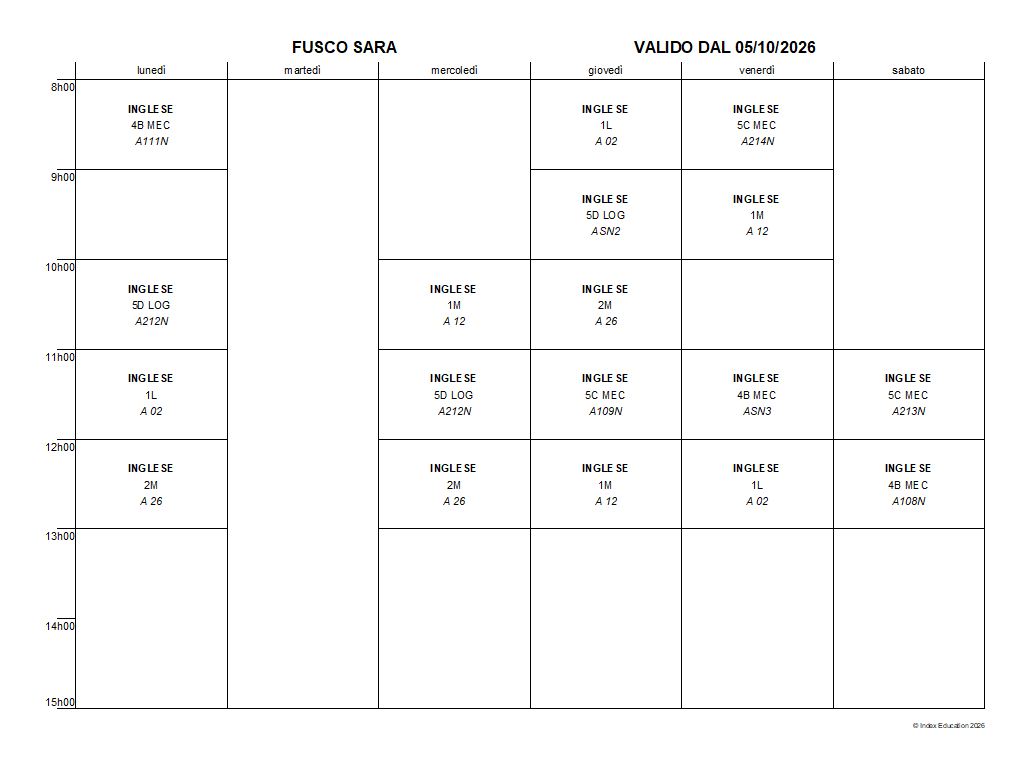 FUSCO SARA VALIDO DAL 05/10/2026
lunedì martedì mercoledì giovedì venerdì sabato
8h00
INGLESE INGLESE INGLESE
4B MEC 1L 5C MEC
A111N A 02 A214N
9h00
INGLESE INGLESE
5D LOG 1M
ASN2 A 12
10h00
INGLESE INGLESE INGLESE
5D LOG 1M 2M
A212N A 12 A 26
11h00
INGLESE INGLESE INGLESE INGLESE INGLESE
1L 5D LOG 5C MEC 4B MEC 5C MEC
A 02 A212N A109N ASN3 A213N
12h00
INGLESE INGLESE INGLESE INGLESE INGLESE
2M 2M 1M 1L 4B MEC
A 26 A 26 A 12 A 02 A108N
13h00
14h00
15h00
© Index Education 2026